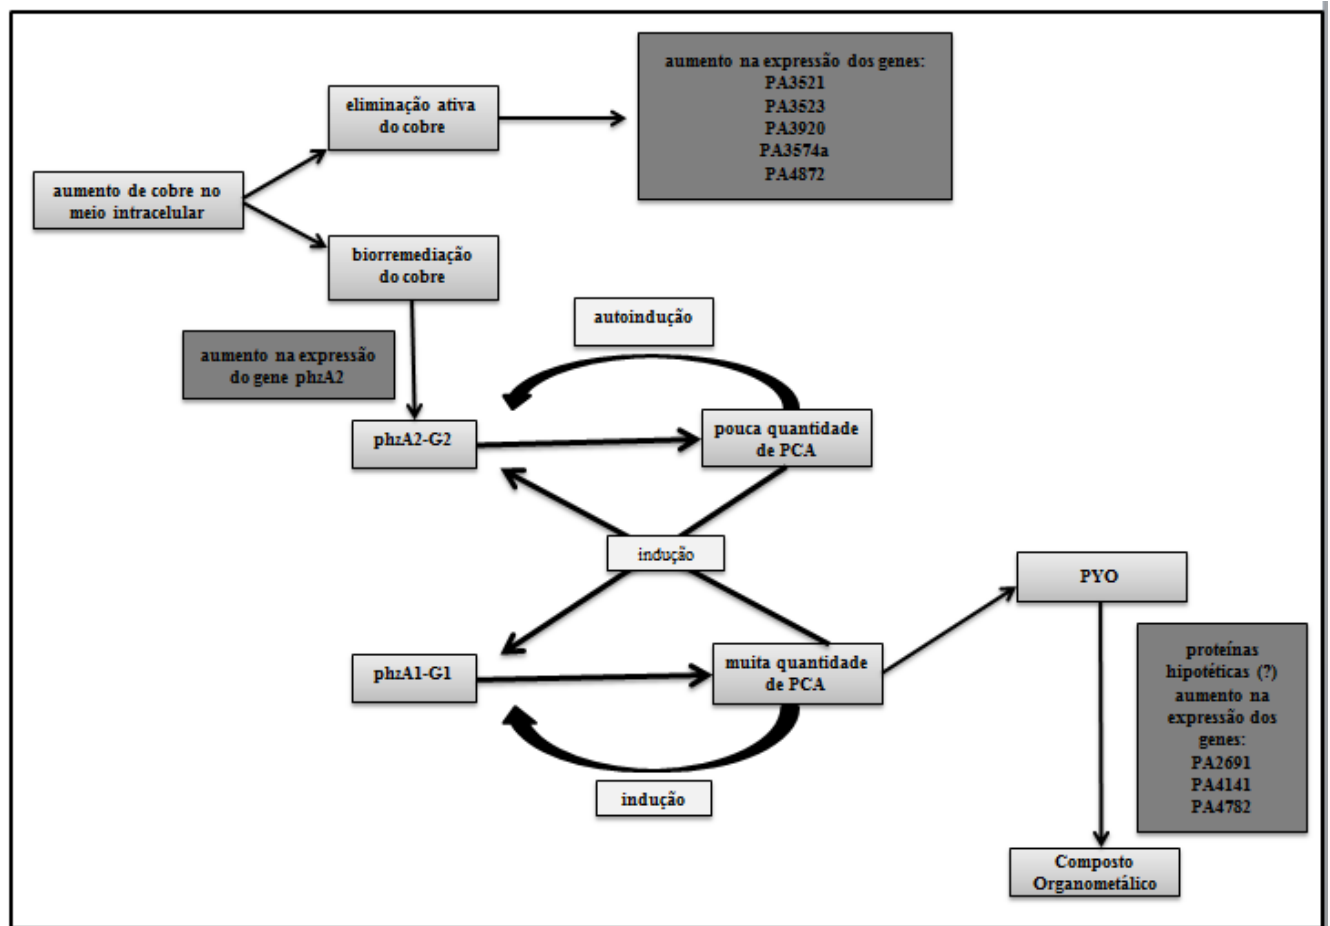 aumento na expressão dos genes:
PA3521
PA3523
PA3920
PA3574a
PA4872
eliminação ativa
do cobre
aumento de cobre no
meio intracelular
biorremediação
do cobre
autoindução
aumento na expressão
do gene phzA2
phzA2-G2
pouca quantidade
de PCA
indução
PYO
phzA1-G1
muita quantidade
de PCA
proteínas
hipotéticas (?)
aumento na
expressão dos
genes:
PA2691
PA4141
PA4782
indução
Composto
Organometálico